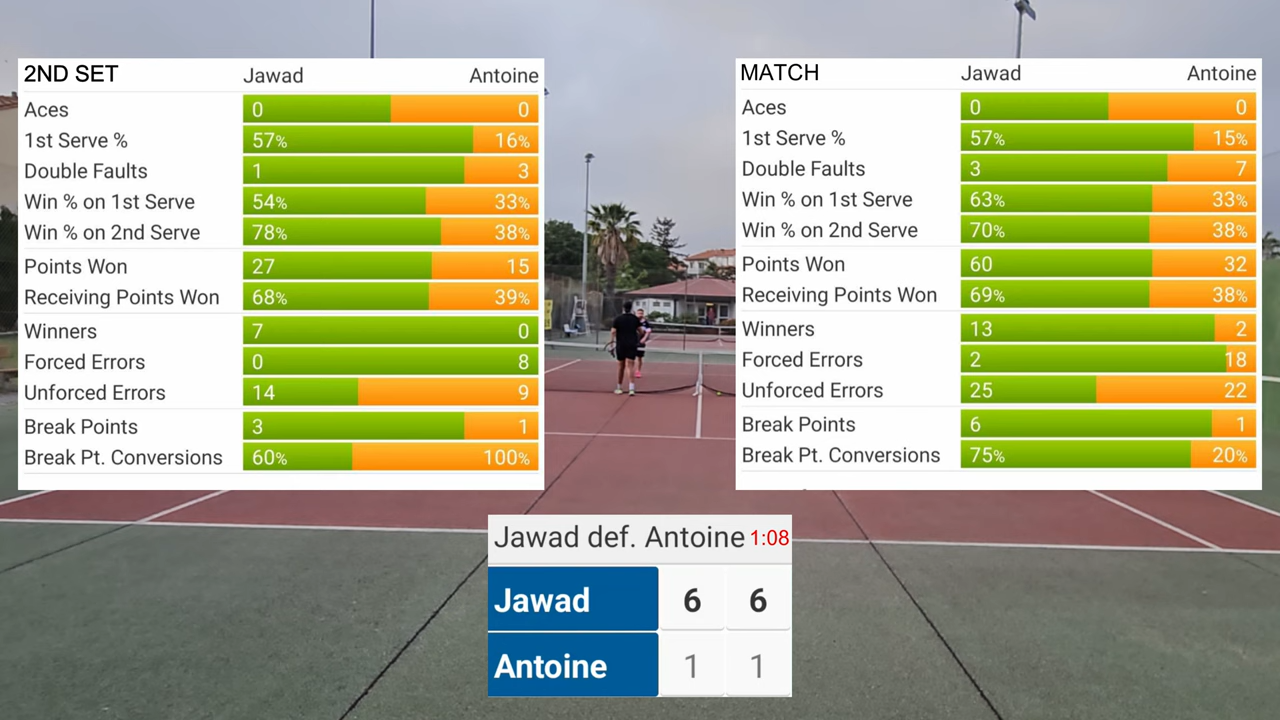 2ND SET Jawad Antoine
Aces 0 0
1st Serve % 57% 16%
Double Faults 1 3
Win % on 1st Serve 54% 33%
Win % on 2nd Serve 78% 38%
Points Won 27 15
Receiving Points Won 68% 39%
Winners 7 0
Forced Errors 0 8
Unforced Errors 14 9
Break Points 3 1
Break Pt. Conversions 60% 100%
MATCH Jawad Antoine
Aces 0 0
1st Serve % 57% 15%
Double Faults 3 7
Win % on 1st Serve 63% 33%
Win % on 2nd Serve 70% 38%
Points Won 60 32
Receiving Points Won 69% 38%
Winners 13 2
Forced Errors 2 18
Unforced Errors 25 22
Break Points 6 1
Break Pt. Conversions 75% 20%
Jawad def. Antoine 1:08
Jawad 6 6
Antoine 1 1